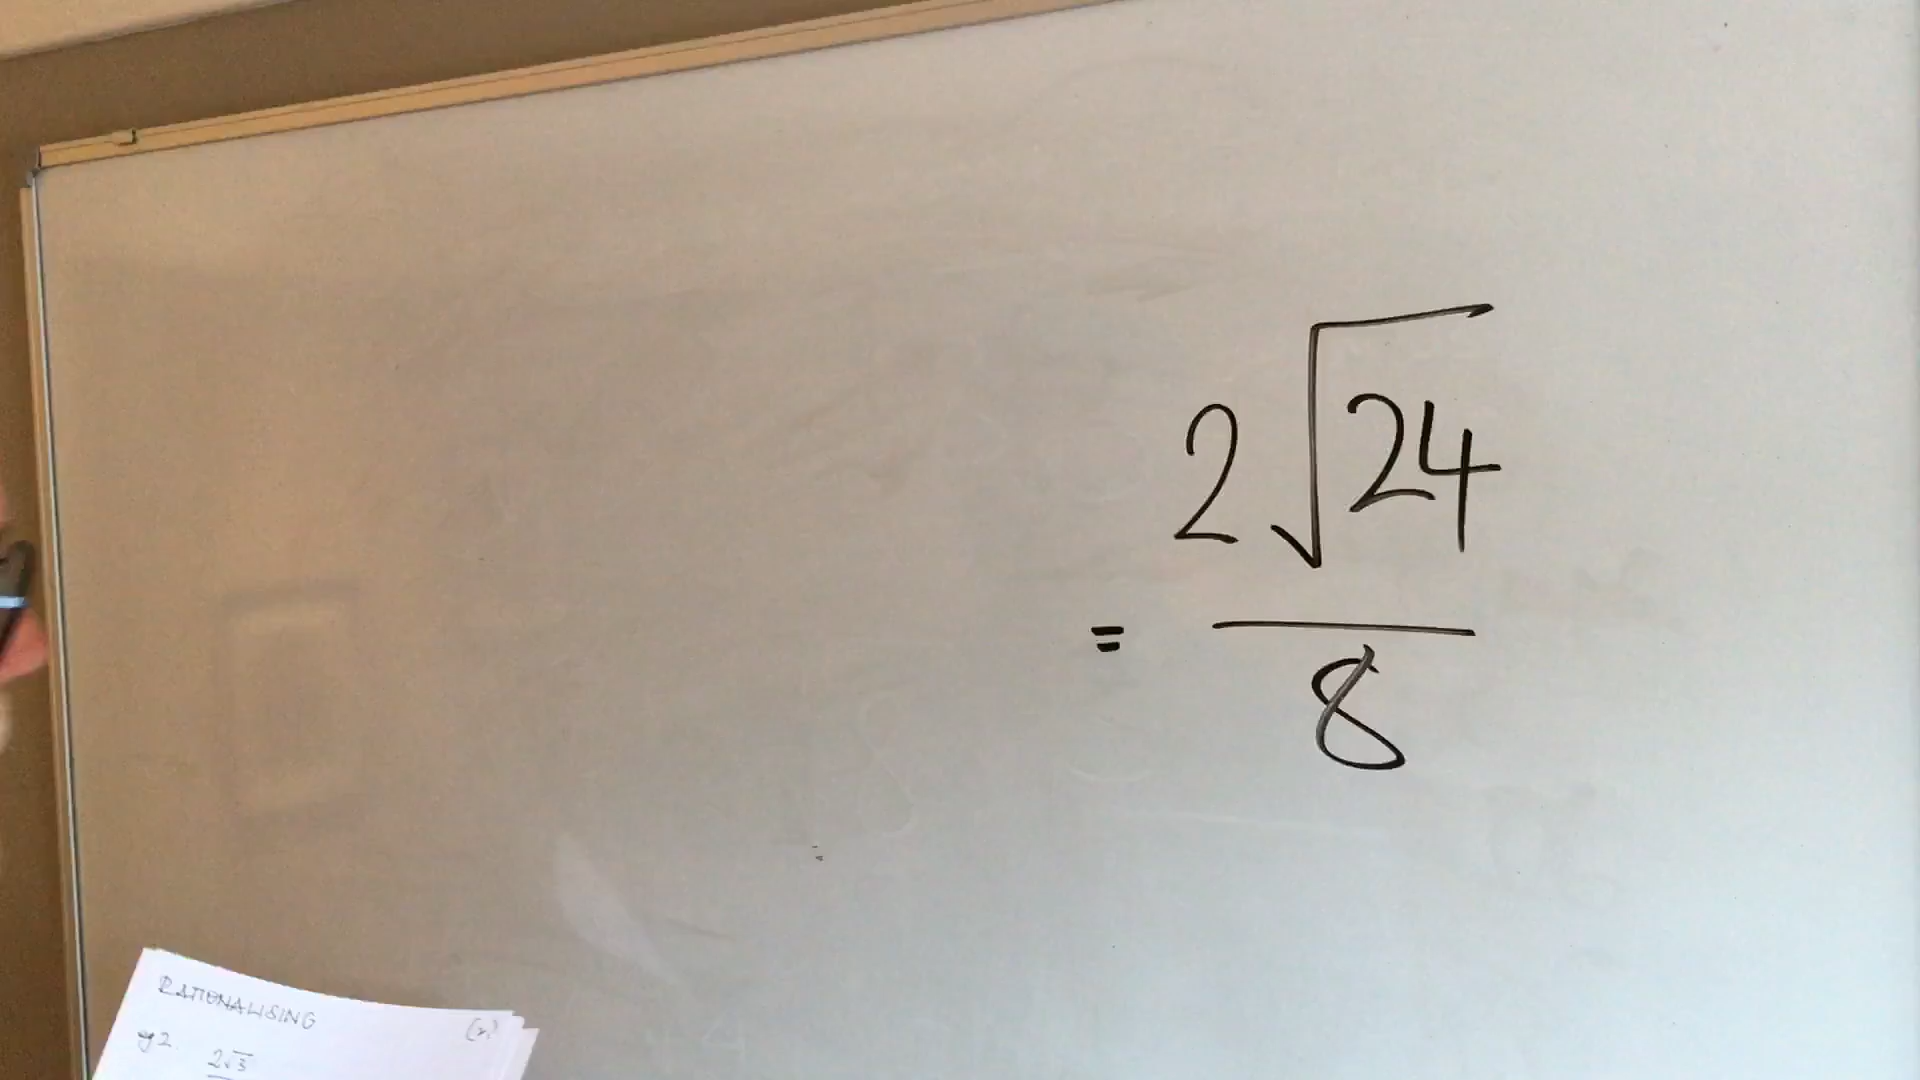 2√24
= ———
8
RATIONALISING
eg 2.
2√3